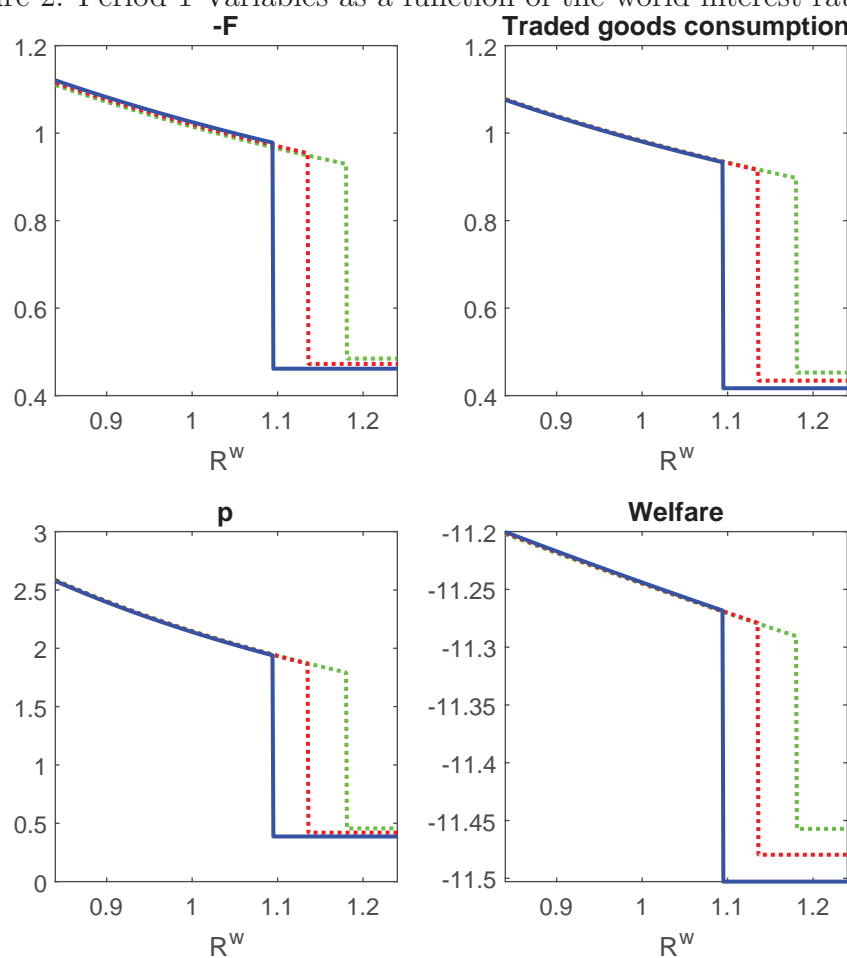 Figure 2: Period 1 Variables as a function of the world interest rate
-F
1.2
1
0.8
0.6
0.4
0.9 1 1.1 1.2
R^w
Traded goods consumption
1.2
1
0.8
0.6
0.4
0.9 1 1.1 1.2
R^w
p
3
2.5
2
1.5
1
0.5
0
0.9 1 1.1 1.2
R^w
Welfare
-11.2
-11.25
-11.3
-11.35
-11.4
-11.45
-11.5
0.9 1 1.1 1.2
R^w